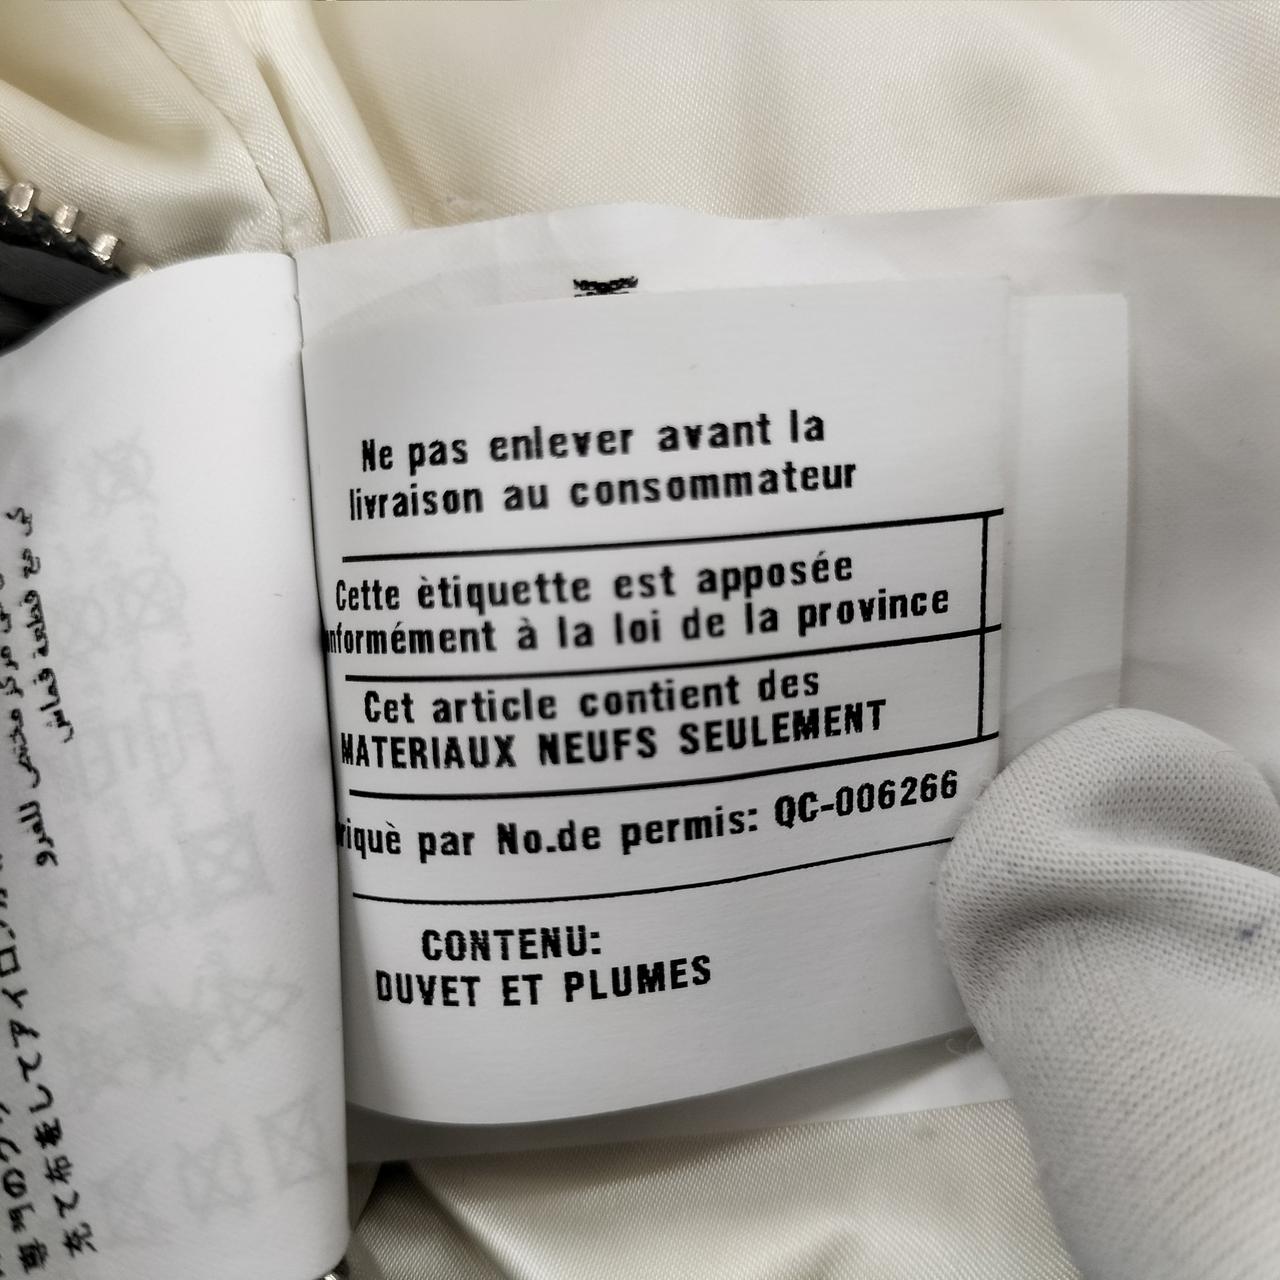 Ne pas enlever avant la
livraison au consommateur
Cette ètiquette est apposée
nformément à la loi de la province
Cet article contient des
MATERIAUX NEUFS SEULEMENT
riquè par No.de permis: QC-006266
CONTENU:
DUVET ET PLUMES